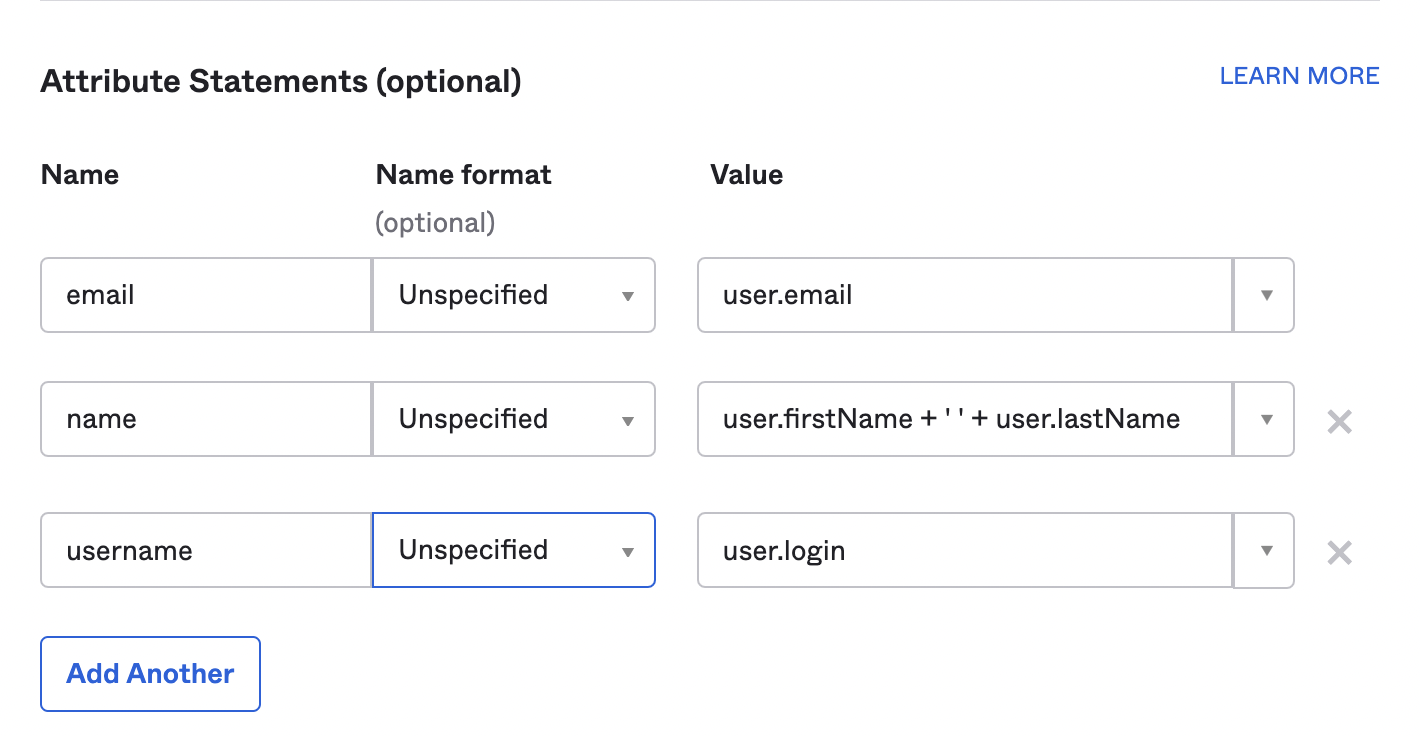 Attribute Statements (optional)
LEARN MORE
Name
Name format
Value
(optional)
email
Unspecified
user.email
name
Unspecified
user.firstName + ' ' + user.lastName
username
Unspecified
user.login
Add Another